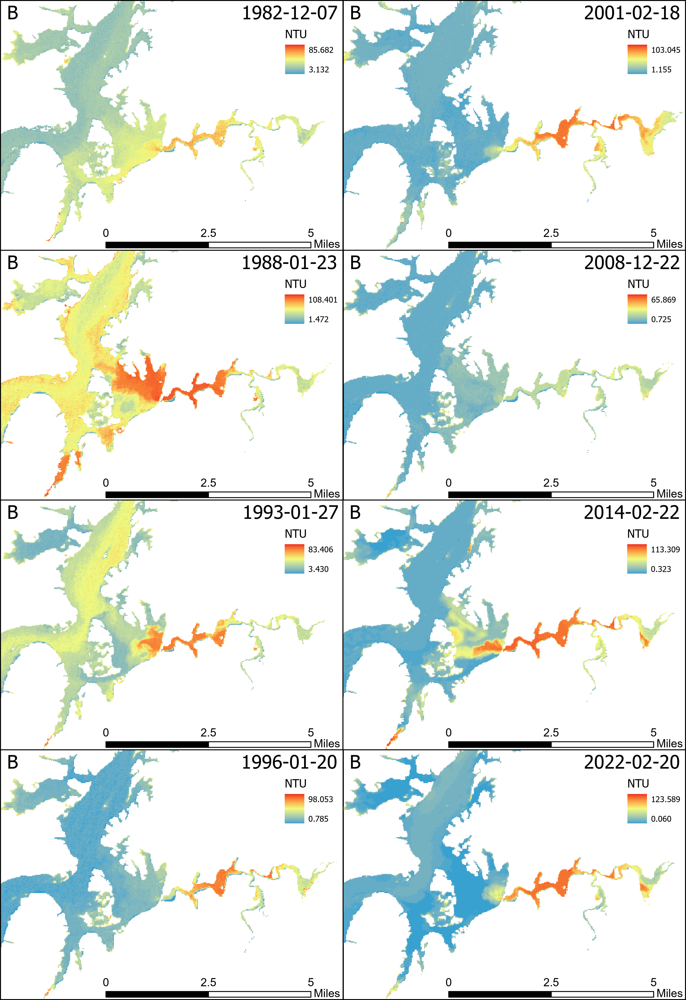 B 1982-12-07
NTU
85.682
3.132
0 2.5 5
Miles
B 2001-02-18
NTU
103.045
1.155
0 2.5 5
Miles
B 1988-01-23
NTU
108.401
1.472
0 2.5 5
Miles
B 2008-12-22
NTU
65.869
0.725
0 2.5 5
Miles
B 1993-01-27
NTU
83.406
3.430
0 2.5 5
Miles
B 2014-02-22
NTU
113.309
0.323
0 2.5 5
Miles
B 1996-01-20
NTU
98.053
0.785
0 2.5 5
Miles
B 2022-02-20
NTU
123.589
0.060
0 2.5 5
Miles